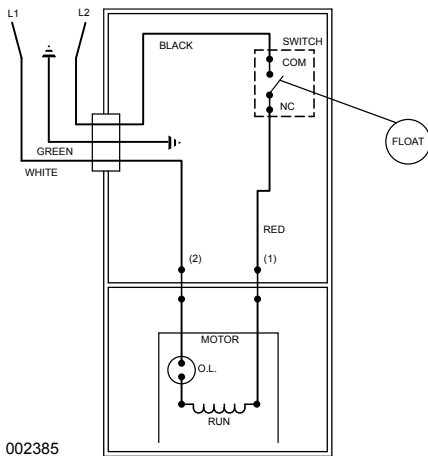 L1
L2
BLACK
SWITCH
COM
NC
FLOAT
GREEN
WHITE
RED
(2)
(1)
MOTOR
O.L.
RUN
002385